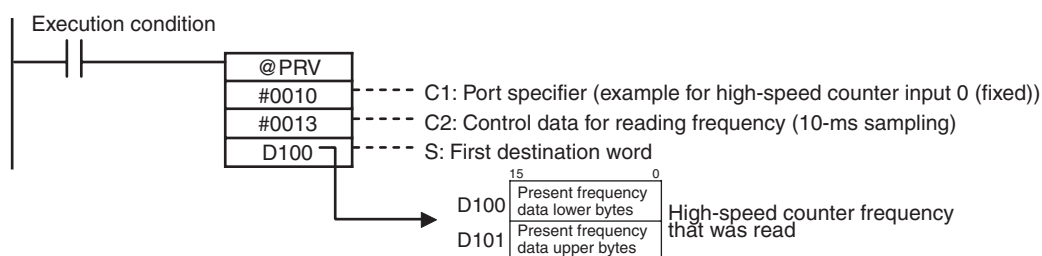 Execution condition
@PRV
#0010 C1: Port specifier (example for high-speed counter input 0 (fixed))
#0013 C2: Control data for reading frequency (10-ms sampling)
D100 S: First destination word
15 0
D100 Present frequency data lower bytes
D101 Present frequency data upper bytes
High-speed counter frequency
that was read